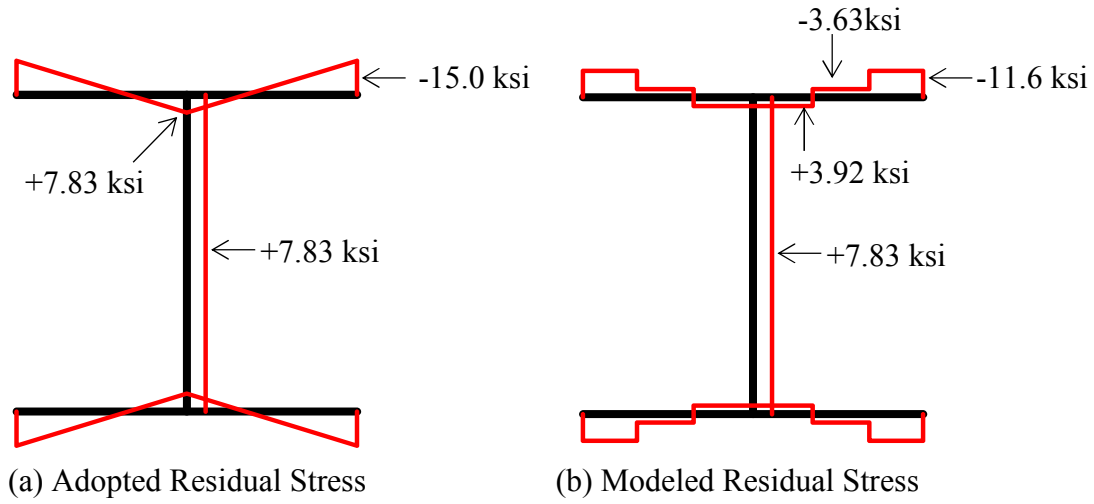 -15.0 ksi
+7.83 ksi
+7.83 ksi
(a) Adopted Residual Stress
-3.63ksi
-11.6 ksi
+3.92 ksi
+7.83 ksi
(b) Modeled Residual Stress